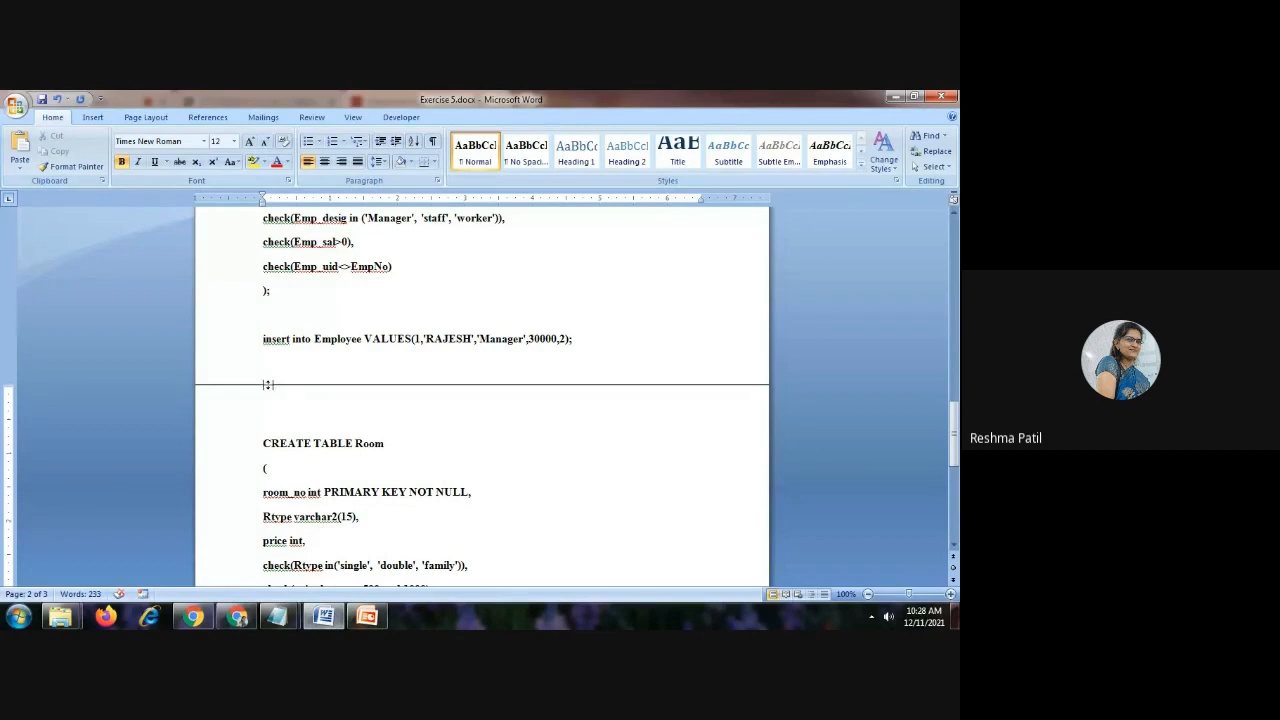 Exercise 5.docx - Microsoft Word
Home Insert Page Layout References Mailings Review View Developer
Paste
Cut
Copy
Format Painter
Clipboard
Times New Roman 12
Font
Paragraph
AaBbCcI AaBbCcI AaBbCc AaBbCc AaB AaBbCc AaBbCcI AaBbCcI
¶ Normal ¶ No Spaci... Heading 1 Heading 2 Title Subtitle Subtle Em... Emphasis
Change Styles
Styles
Find
Replace
Select
Editing
check(Emp_desig in ('Manager', 'staff', 'worker')),
check(Emp_sal>0),
check(Emp_uid<>EmpNo)
);
insert into Employee VALUES(1,'RAJESH','Manager',30000,2);
CREATE TABLE Room
(
room_no int PRIMARY KEY NOT NULL,
Rtype varchar2(15),
price int,
check(Rtype in('single', 'double', 'family')),
Page: 2 of 3 Words: 233
100%
10:28 AM
12/11/2021
Reshma Patil